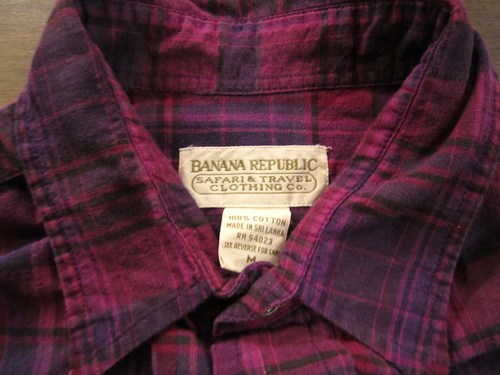 BANANA REPUBLIC
SAFARI & TRAVEL
CLOTHING Co.
100% COTTON
MADE IN SRI LANKA
RN 54023
SEE REVERSE FOR CARE
M